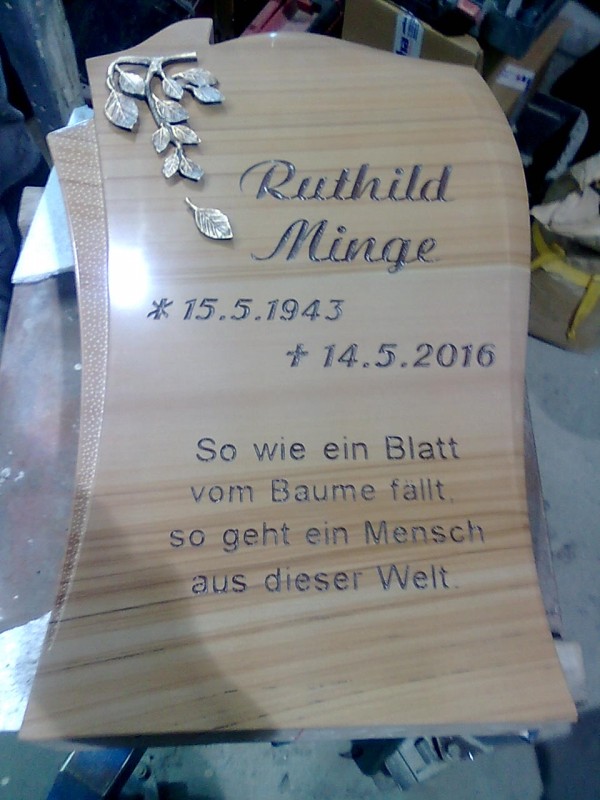 Ruthild
Minge
* 15.5.1943
✝ 14.5.2016
So wie ein Blatt
vom Baume fällt,
so geht ein Mensch
aus dieser Welt.